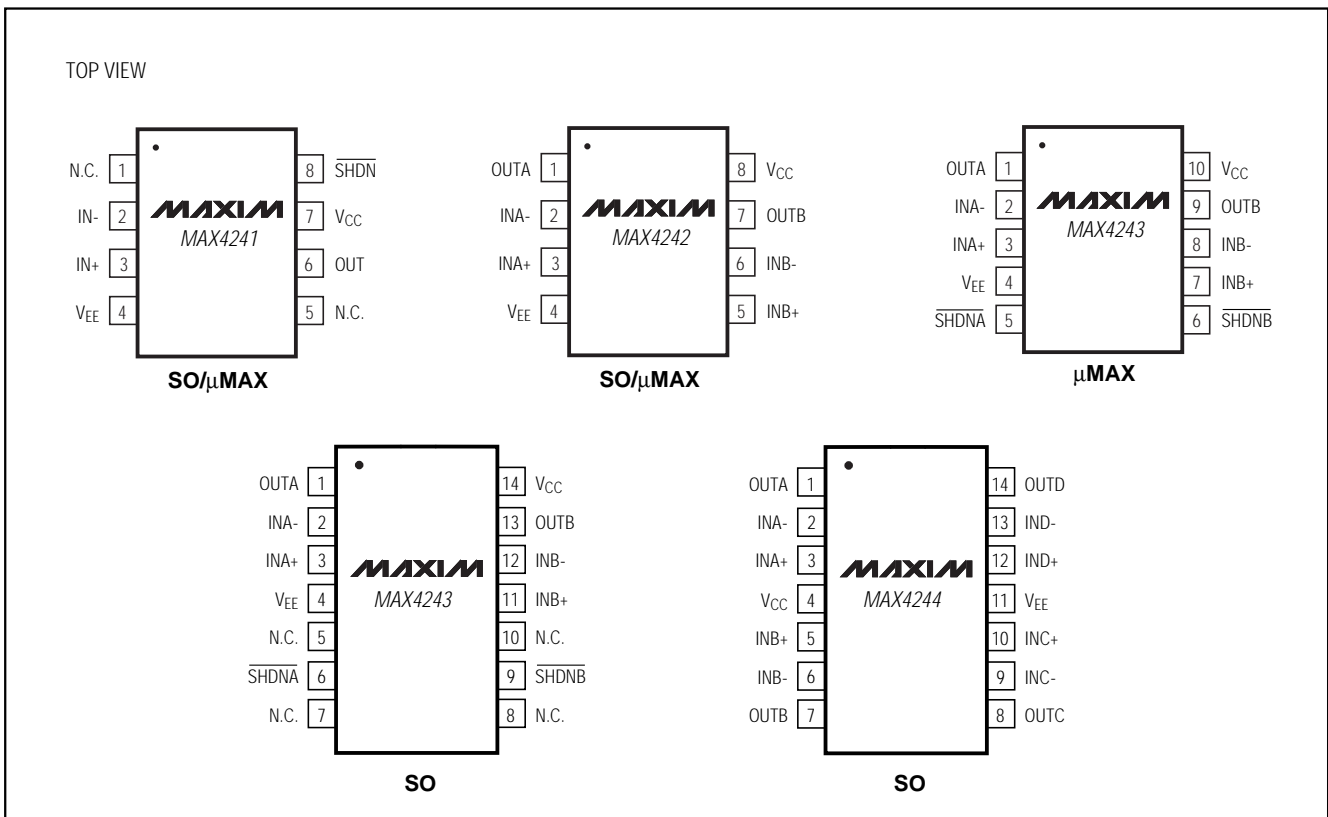 TOP VIEW
N.C. 1 8 SHDN
IN- 2 MAXIM 7 VCC
MAX4241
IN+ 3 6 OUT
VEE 4 5 N.C.
SO/μMAX
OUTA 1 8 VCC
INA- 2 MAXIM 7 OUTB
MAX4242
INA+ 3 6 INB-
VEE 4 5 INB+
SO/μMAX
OUTA 1 10 VCC
INA- 2 MAXIM 9 OUTB
MAX4243
INA+ 3 8 INB-
VEE 4 7 INB+
SHDNA 5 6 SHDNB
μMAX
OUTA 1 14 VCC
INA- 2 13 OUTB
INA+ 3 MAXIM 12 INB-
VEE 4 MAX4243 11 INB+
N.C. 5 10 N.C.
SHDNA 6 9 SHDNB
N.C. 7 8 N.C.
SO
OUTA 1 14 OUTD
INA- 2 13 IND-
INA+ 3 MAXIM 12 IND+
VCC 4 MAX4244 11 VEE
INB+ 5 10 INC+
INB- 6 9 INC-
OUTB 7 8 OUTC
SO